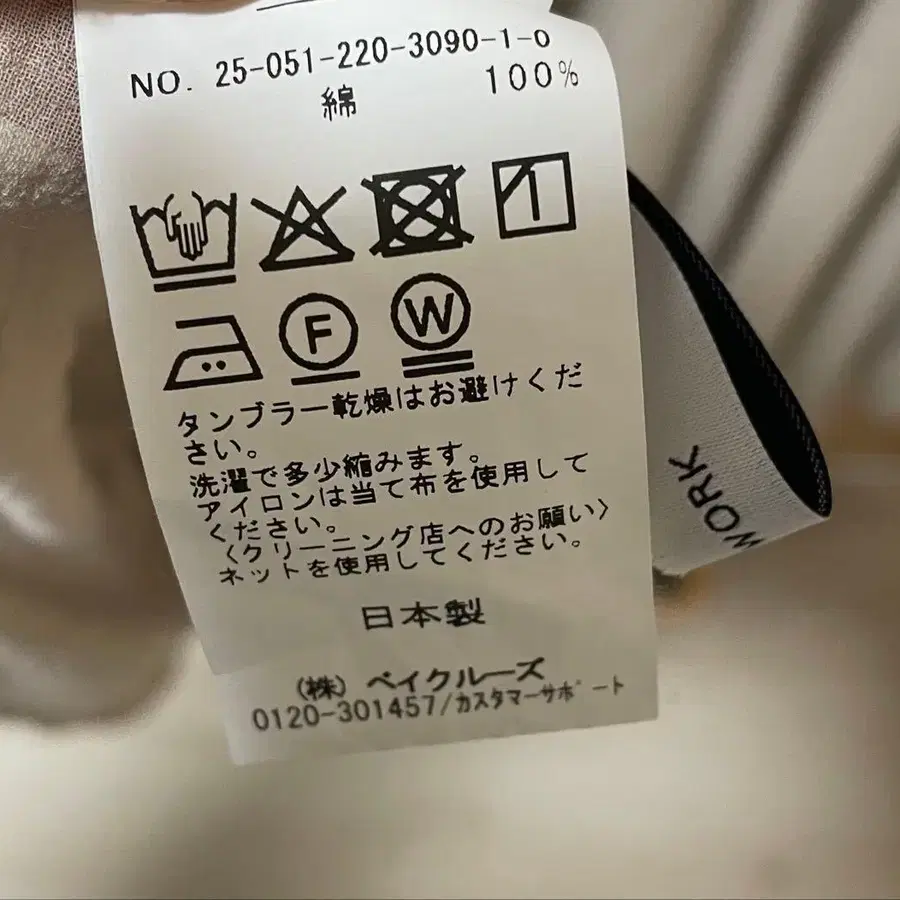 NO. 25-051-220-3090-1-0
綿 100%
F
W
タンブラー乾燥はお避けくだ
さい。
洗濯で多少縮みます。
アイロンは当て布を使用して
ください。
〈クリーニング店へのお願い〉
ネットを使用してください。
日本製
(株) ベイクルーズ
0120-301457/カスタマーサポート
WORK